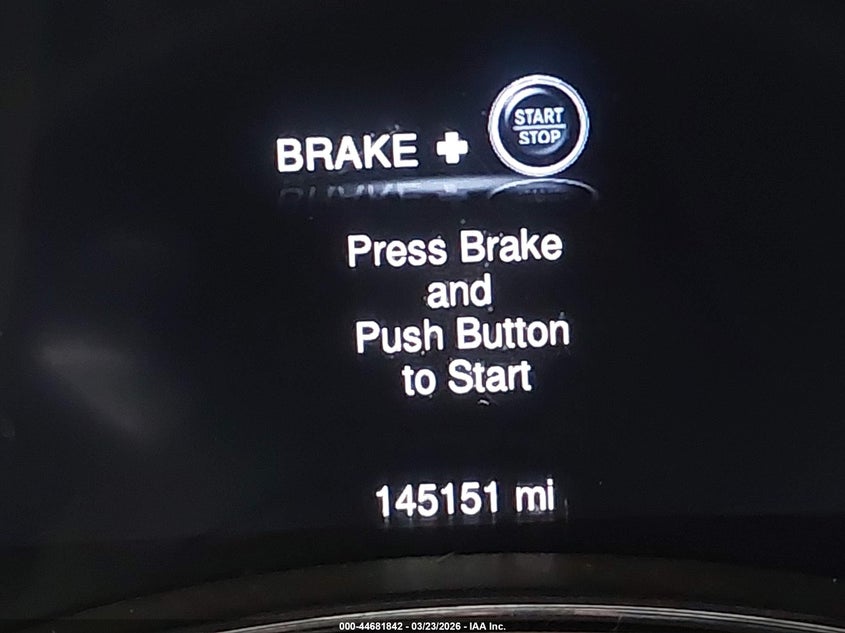 BRAKE + START
STOP
Press Brake
and
Push Button
to Start
145151 mi
000-44681842 - 03/23/2026 - IAA Inc.